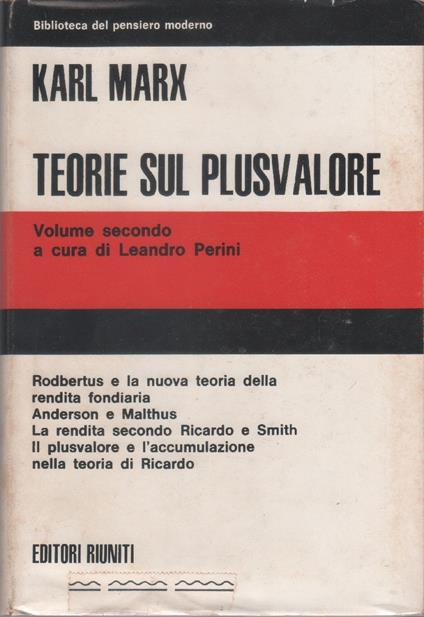 Biblioteca del pensiero moderno
KARL MARX
TEORIE SUL PLUSVALORE
Volume secondo
a cura di Leandro Perini
Rodbertus e la nuova teoria della
rendita fondiaria
Anderson e Malthus
La rendita secondo Ricardo e Smith
Il plusvalore e l'accumulazione
nella teoria di Ricardo
EDITORI RIUNITI